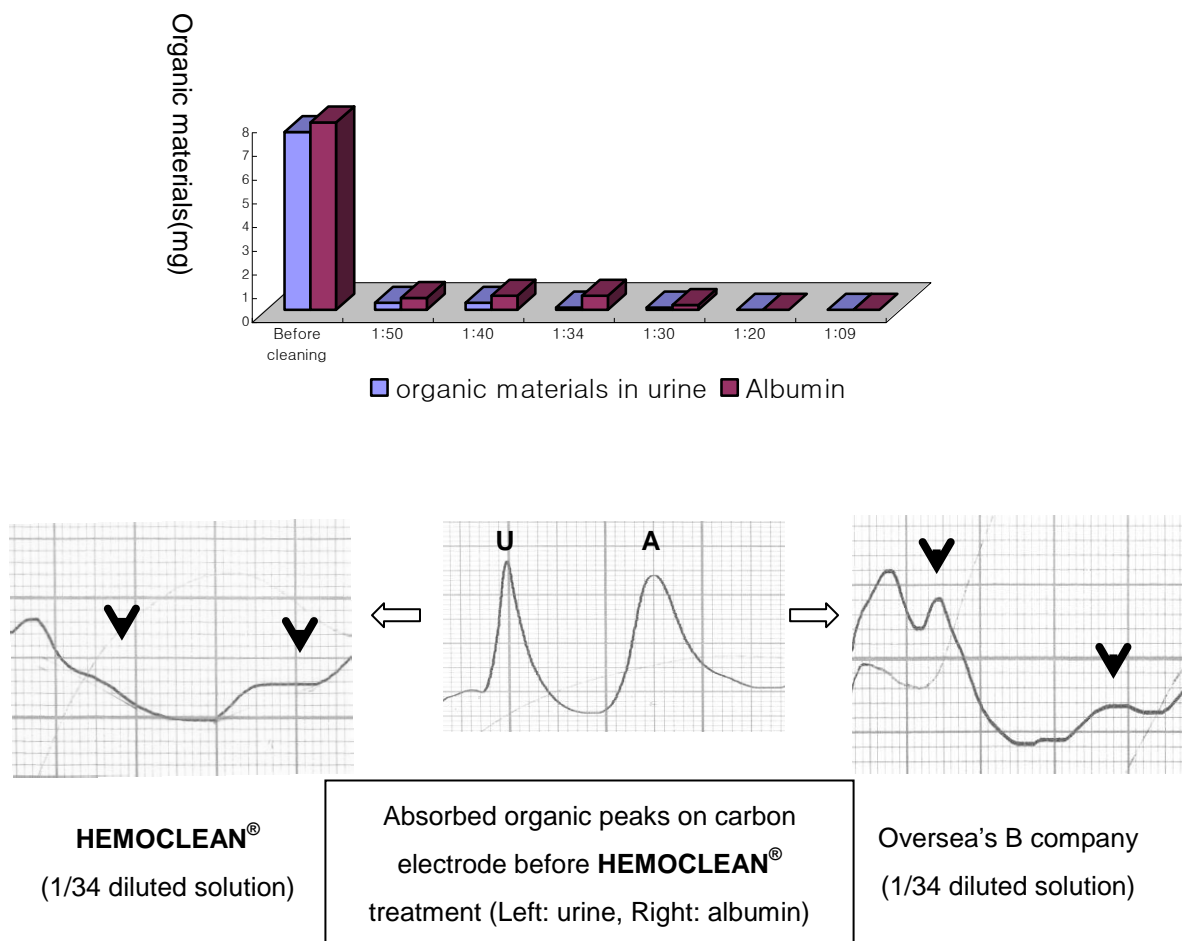 Organic materials(mg)
8
7
6
5
4
3
2
1
0
Before
cleaning
1:50
1:40
1:34
1:30
1:20
1:09
organic materials in urine
Albumin
U
A
HEMOCLEAN®
(1/34 diluted solution)
Absorbed organic peaks on carbon
electrode before HEMOCLEAN®
treatment (Left: urine, Right: albumin)
Oversea's B company
(1/34 diluted solution)